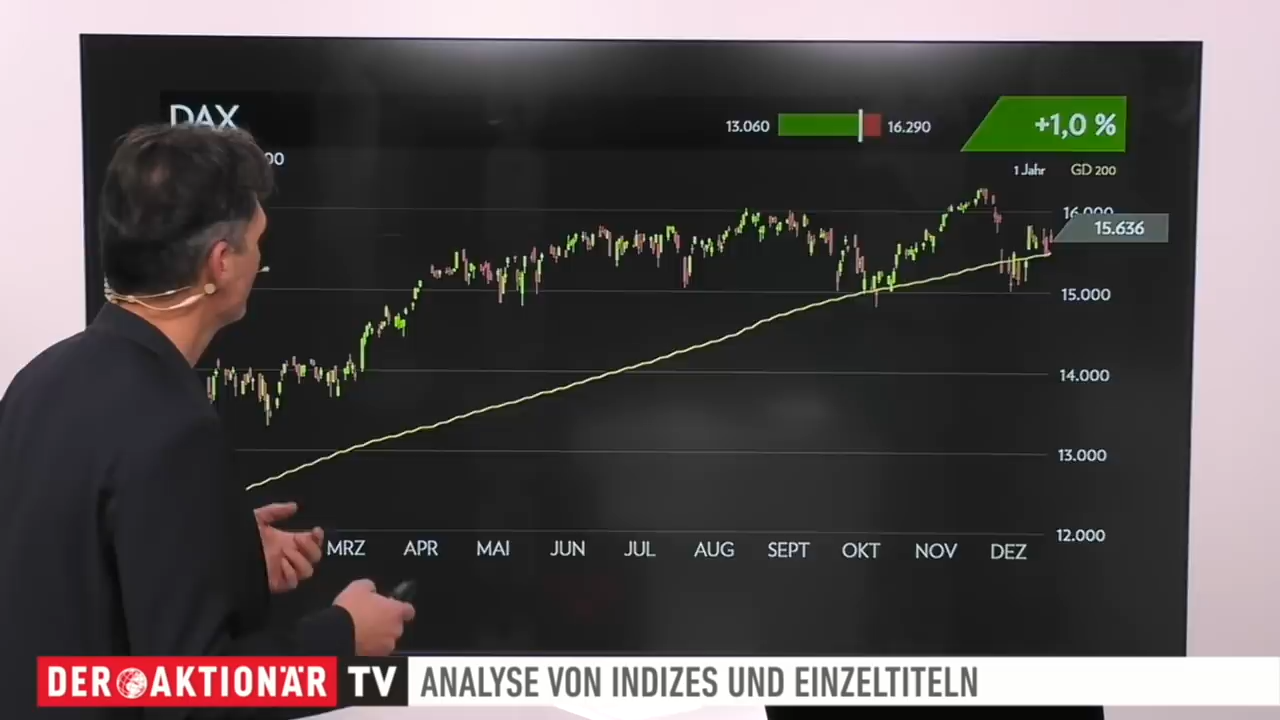 DAX
13.060
16.290
+1,0 %
1 Jahr GD 200
16.000
15.636
15.000
14.000
13.000
12.000
MRZ APR MAI JUN JUL AUG SEPT OKT NOV DEZ
DER AKTIONÄR TV ANALYSE VON INDIZES UND EINZELTITELN